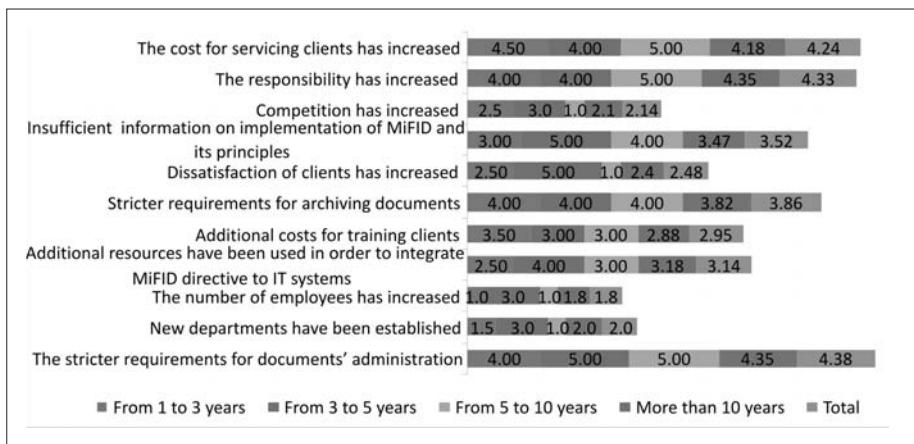 The cost for servicing clients has increased 4.50 4.00 5.00 4.18 4.24
The responsibility has increased 4.00 4.00 5.00 4.35 4.33
Competition has increased 2.5 3.0 1.0 2.1 2.14
Insufficient information on implementation of MiFID and
its principles 3.00 5.00 4.00 3.47 3.52
Dissatisfaction of clients has increased 2.50 5.00 1.0 2.4 2.48
Stricter requirements for archiving documents 4.00 4.00 4.00 3.82 3.86
Additional costs for training clients 3.50 3.00 3.00 2.88 2.95
Additional resources have been used in order to integrate
MiFID directive to IT systems 2.50 4.00 3.00 3.18 3.14
The number of employees has increased 1.0 3.0 1.0 1.8 1.8
New departments have been established 1.5 3.0 1.0 2.0 2.0
The stricter requirements for documents’ administration 4.00 5.00 5.00 4.35 4.38
From 1 to 3 years From 3 to 5 years From 5 to 10 years More than 10 years Total